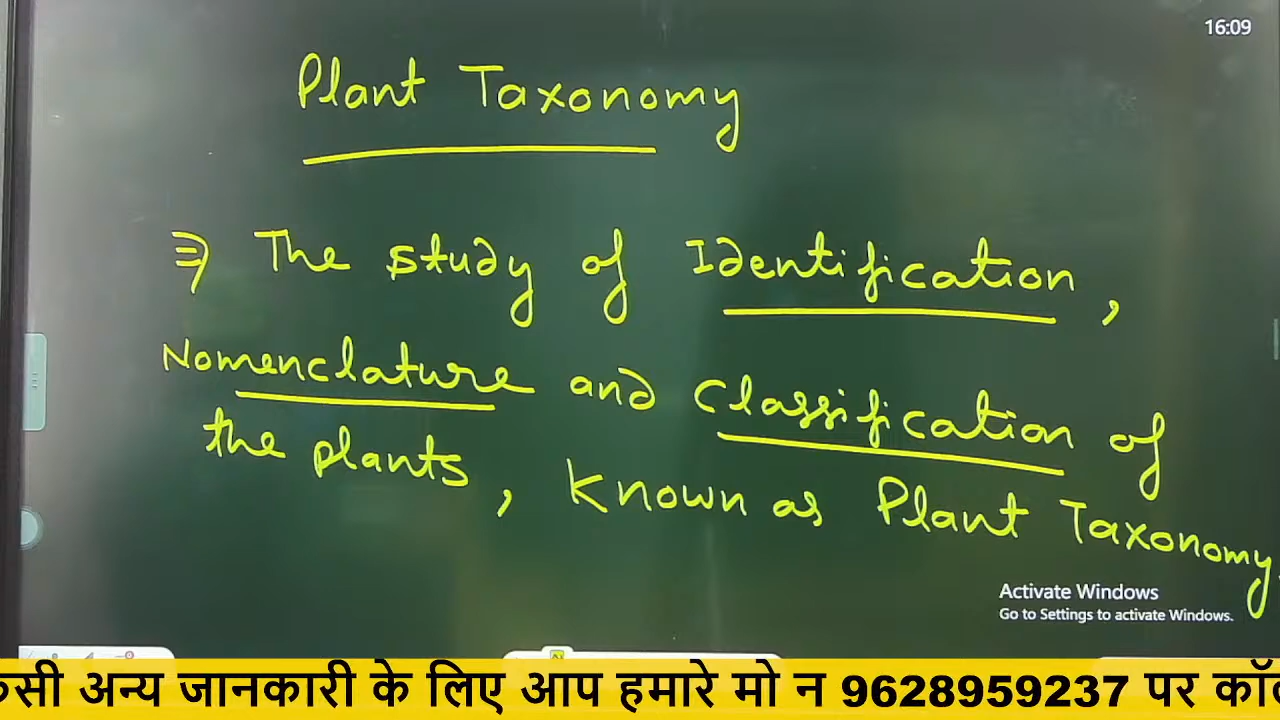 16:09
Plant Taxonomy
⇒ The study of Identification,
Nomenclature and Classification of
the plants, Known as Plant Taxonomy.
Activate Windows
Go to Settings to activate Windows.
अन्य जानकारी के लिए आप हमारे मो न 9628959237 पर